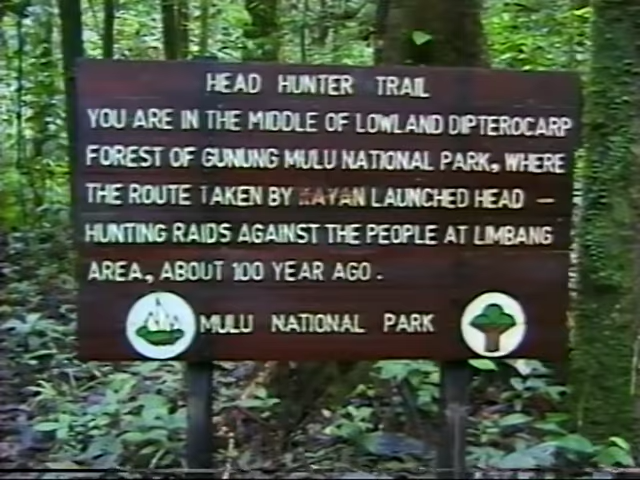 HEAD HUNTER TRAIL
YOU ARE IN THE MIDDLE OF LOWLAND DIPTEROCARP
FOREST OF GUNUNG MULU NATIONAL PARK, WHERE
THE ROUTE TAKEN BY KAYAN LAUNCHED HEAD –
HUNTING RAIDS AGAINST THE PEOPLE AT LIMBANG
AREA, ABOUT 100 YEAR AGO.
MULU NATIONAL PARK